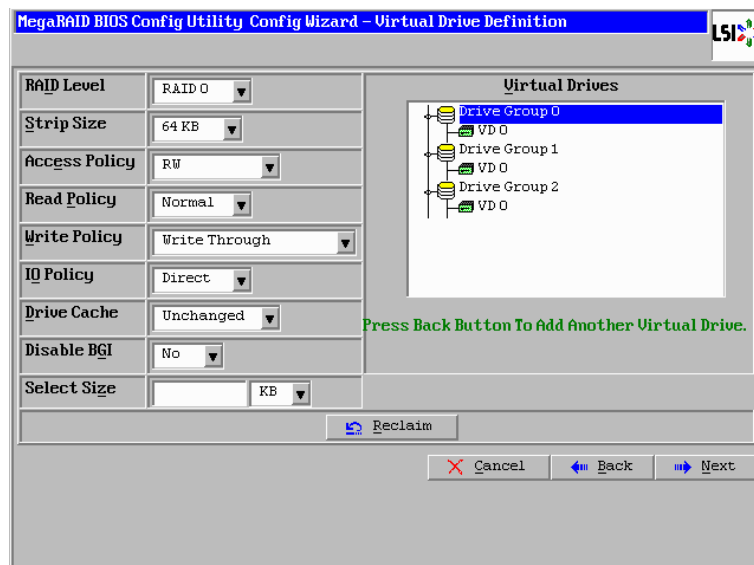 MegaRAID BIOS Config Utility Config Wizard - Virtual Drive Definition
LSI
RAID Level
RAID 0
Strip Size
64 KB
Access Policy
RW
Read Policy
Normal
Write Policy
Write Through
IO Policy
Direct
Drive Cache
Unchanged
Disable BGI
No
Select Size
KB
Virtual Drives
Drive Group 0
VD 0
Drive Group 1
VD 0
Drive Group 2
VD 0
Press Back Button To Add Another Virtual Drive.
Reclaim
Cancel
Back
Next